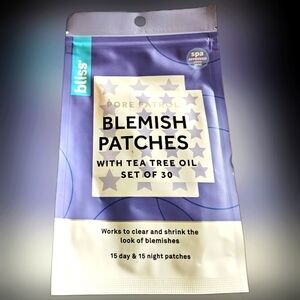 bliss
spa
PORE PATROL
BLEMISH
PATCHES
WITH TEA TREE OIL
SET OF 30
Works to clear and shrink the
look of blemishes
15 day & 15 night patches